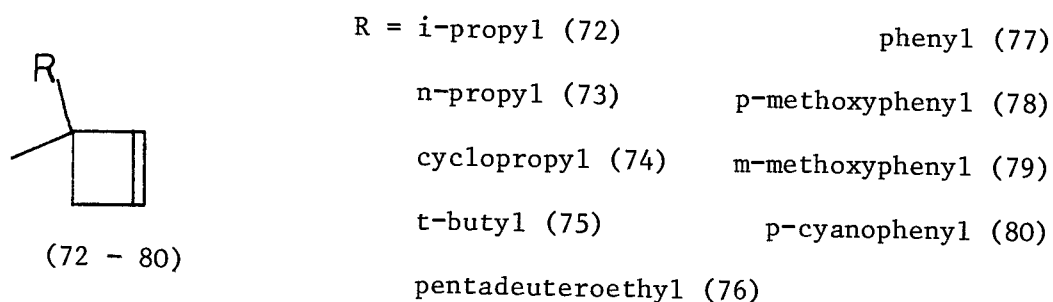 R = i-propyl (72)
phenyl (77)
R
n-propyl (73)
p-methoxyphenyl (78)
cyclopropyl (74)
m-methoxyphenyl (79)
t-butyl (75)
p-cyanophenyl (80)
(72 - 80)
pentadeuteroethyl (76)